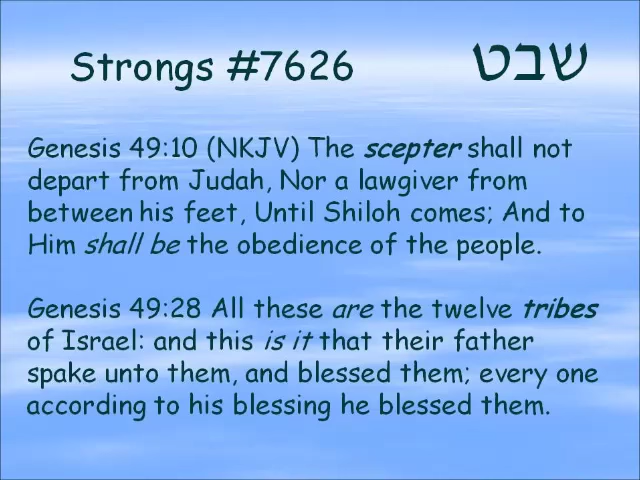 Strongs #7626 שבט
Genesis 49:10 (NKJV) The scepter shall not
depart from Judah, Nor a lawgiver from
between his feet, Until Shiloh comes; And to
Him shall be the obedience of the people.
Genesis 49:28 All these are the twelve tribes
of Israel: and this is it that their father
spake unto them, and blessed them; every one
according to his blessing he blessed them.